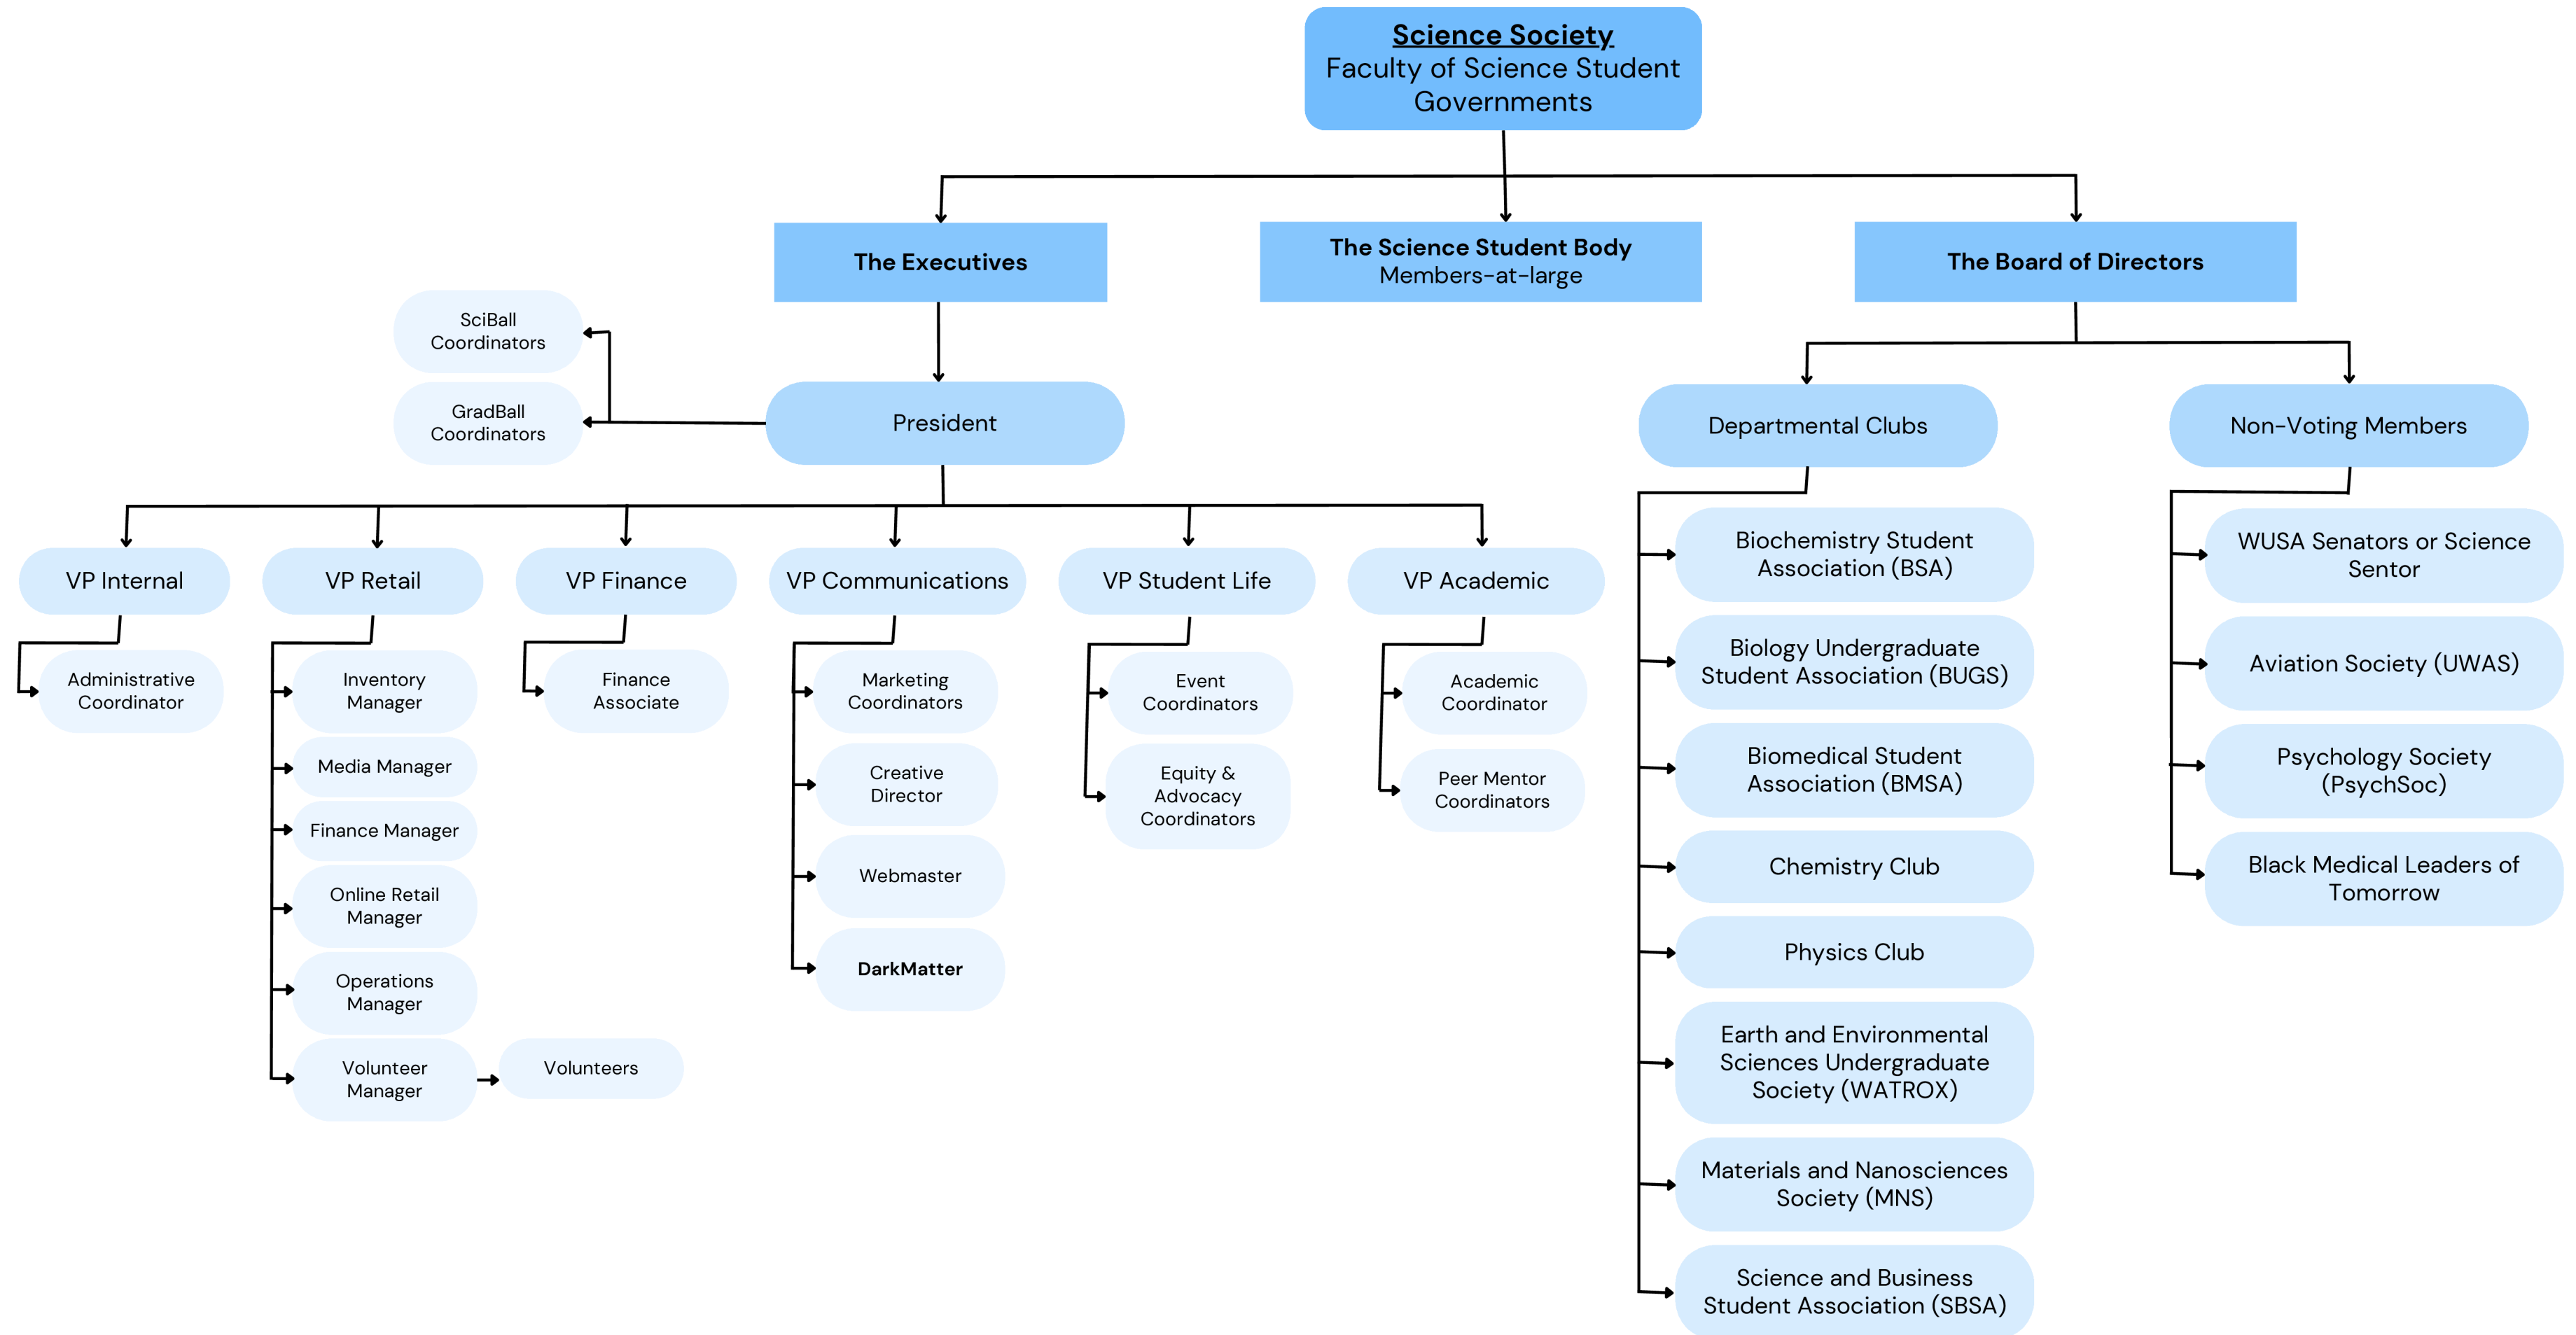 Science Society
Faculty of Science Student
Governments
The Executives
The Science Student Body
Members-at-large
The Board of Directors
SciBall
Coordinators
GradBall
Coordinators
President
Departmental Clubs
Non-Voting Members
VP Internal
VP Retail
VP Finance
VP Communications
VP Student Life
VP Academic
Administrative
Coordinator
Inventory
Manager
Media Manager
Finance Manager
Online Retail
Manager
Operations
Manager
Volunteer
Manager
Volunteers
Finance
Associate
Marketing
Coordinators
Creative
Director
Webmaster
DarkMatter
Event
Coordinators
Equity &
Advocacy
Coordinators
Academic
Coordinator
Peer Mentor
Coordinators
Biochemistry Student
Association (BSA)
Biology Undergraduate
Student Association (BUGS)
Biomedical Student
Association (BMSA)
Chemistry Club
Physics Club
Earth and Environmental
Sciences Undergraduate
Society (WATROX)
Materials and Nanosciences
Society (MNS)
Science and Business
Student Association (SBSA)
WUSA Senators or Science
Sentor
Aviation Society (UWAS)
Psychology Society
(PsychSoc)
Black Medical Leaders of
Tomorrow